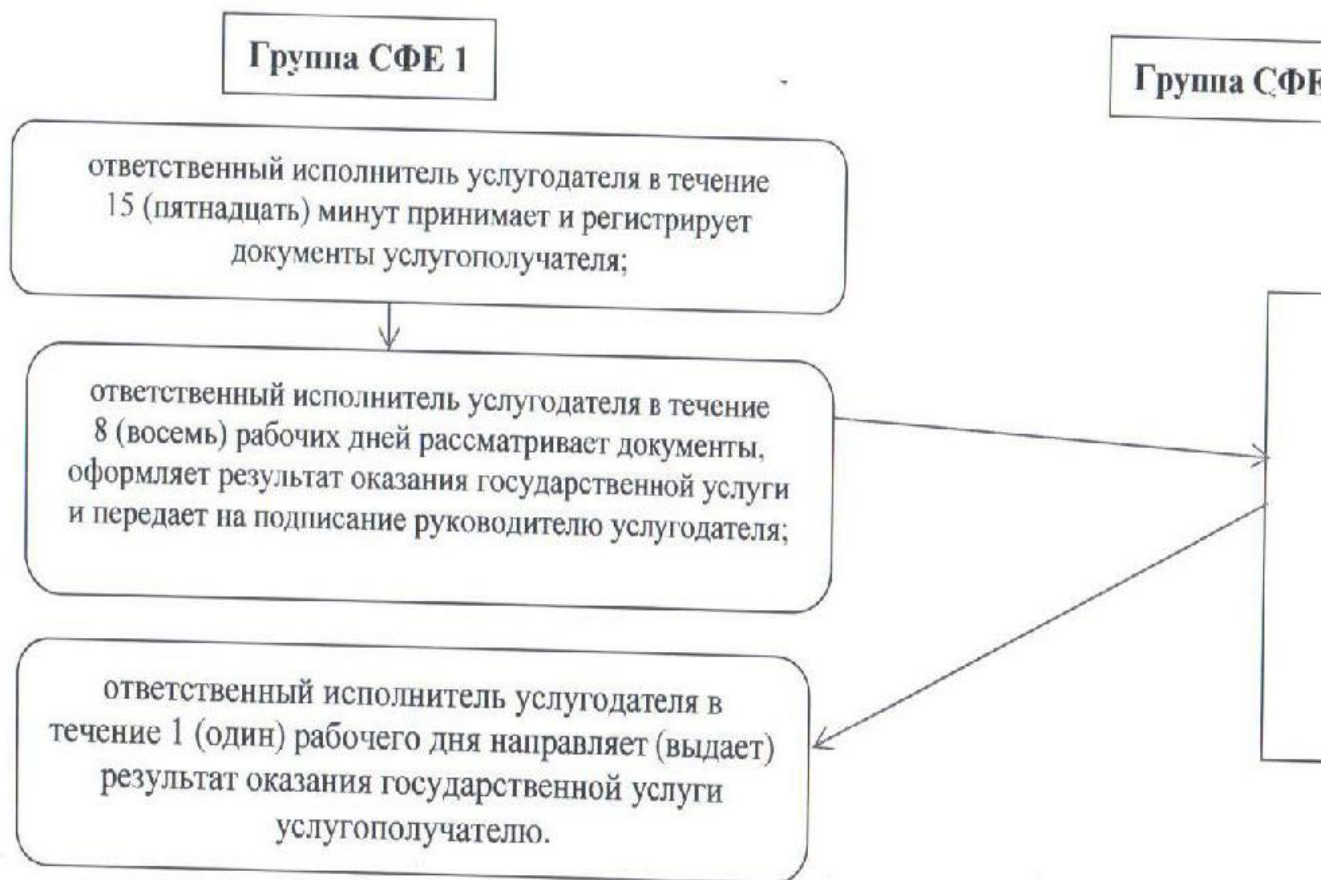 Группа СФЕ 1
Группа СФЕ
ответственный исполнитель услугодателя в течение
15 (пятнадцать) минут принимает и регистрирует
документы услугополучателя;
ответственный исполнитель услугодателя в течение
8 (восемь) рабочих дней рассматривает документы,
оформляет результат оказания государственной услуги
и передает на подписание руководителю услугодателя;
ответственный исполнитель услугодателя в
течение 1 (один) рабочего дня направляет (выдает)
результат оказания государственной услуги
услугополучателю.